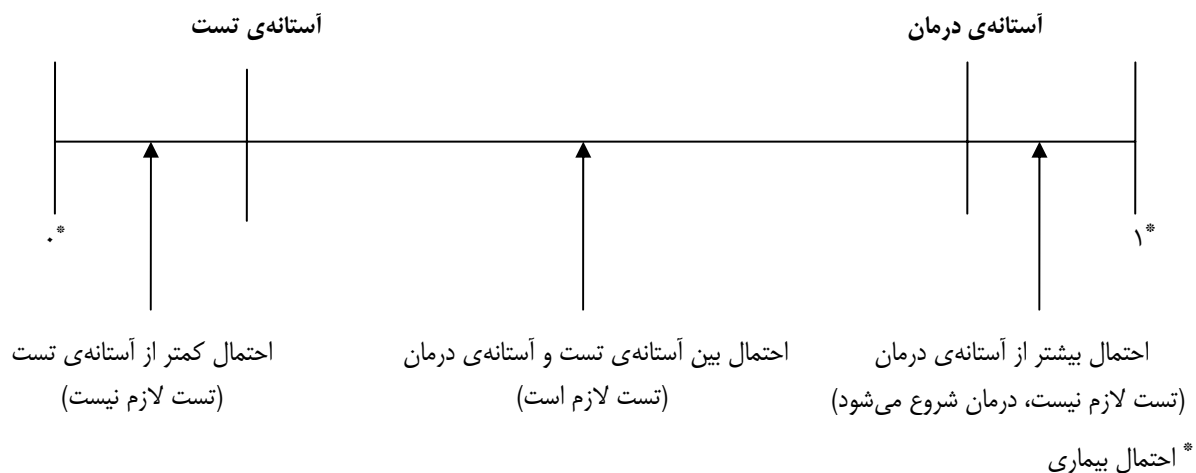 آستانه‌ی درمان
آستانه‌ی تست
۱*
۰*
احتمال بیشتر از آستانه‌ی درمان
(تست لازم نیست، درمان شروع می‌شود)
احتمال بین آستانه‌ی تست و آستانه‌ی درمان
(تست لازم است)
احتمال کمتر از آستانه‌ی تست
(تست لازم نیست)
* احتمال بیماری